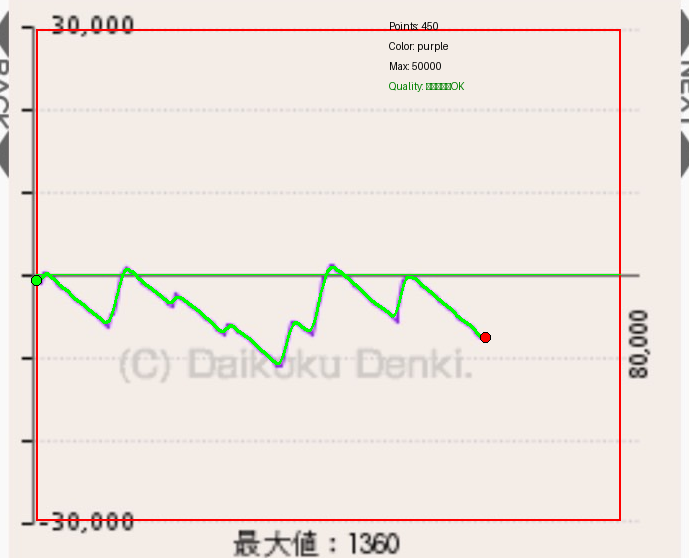 30,000
Points: 450
Color: purple
Max: 50000
Quality: OK
BACK
NEXT
80,000
(C) Daikoku Denki.
-30,000
最大値：1360